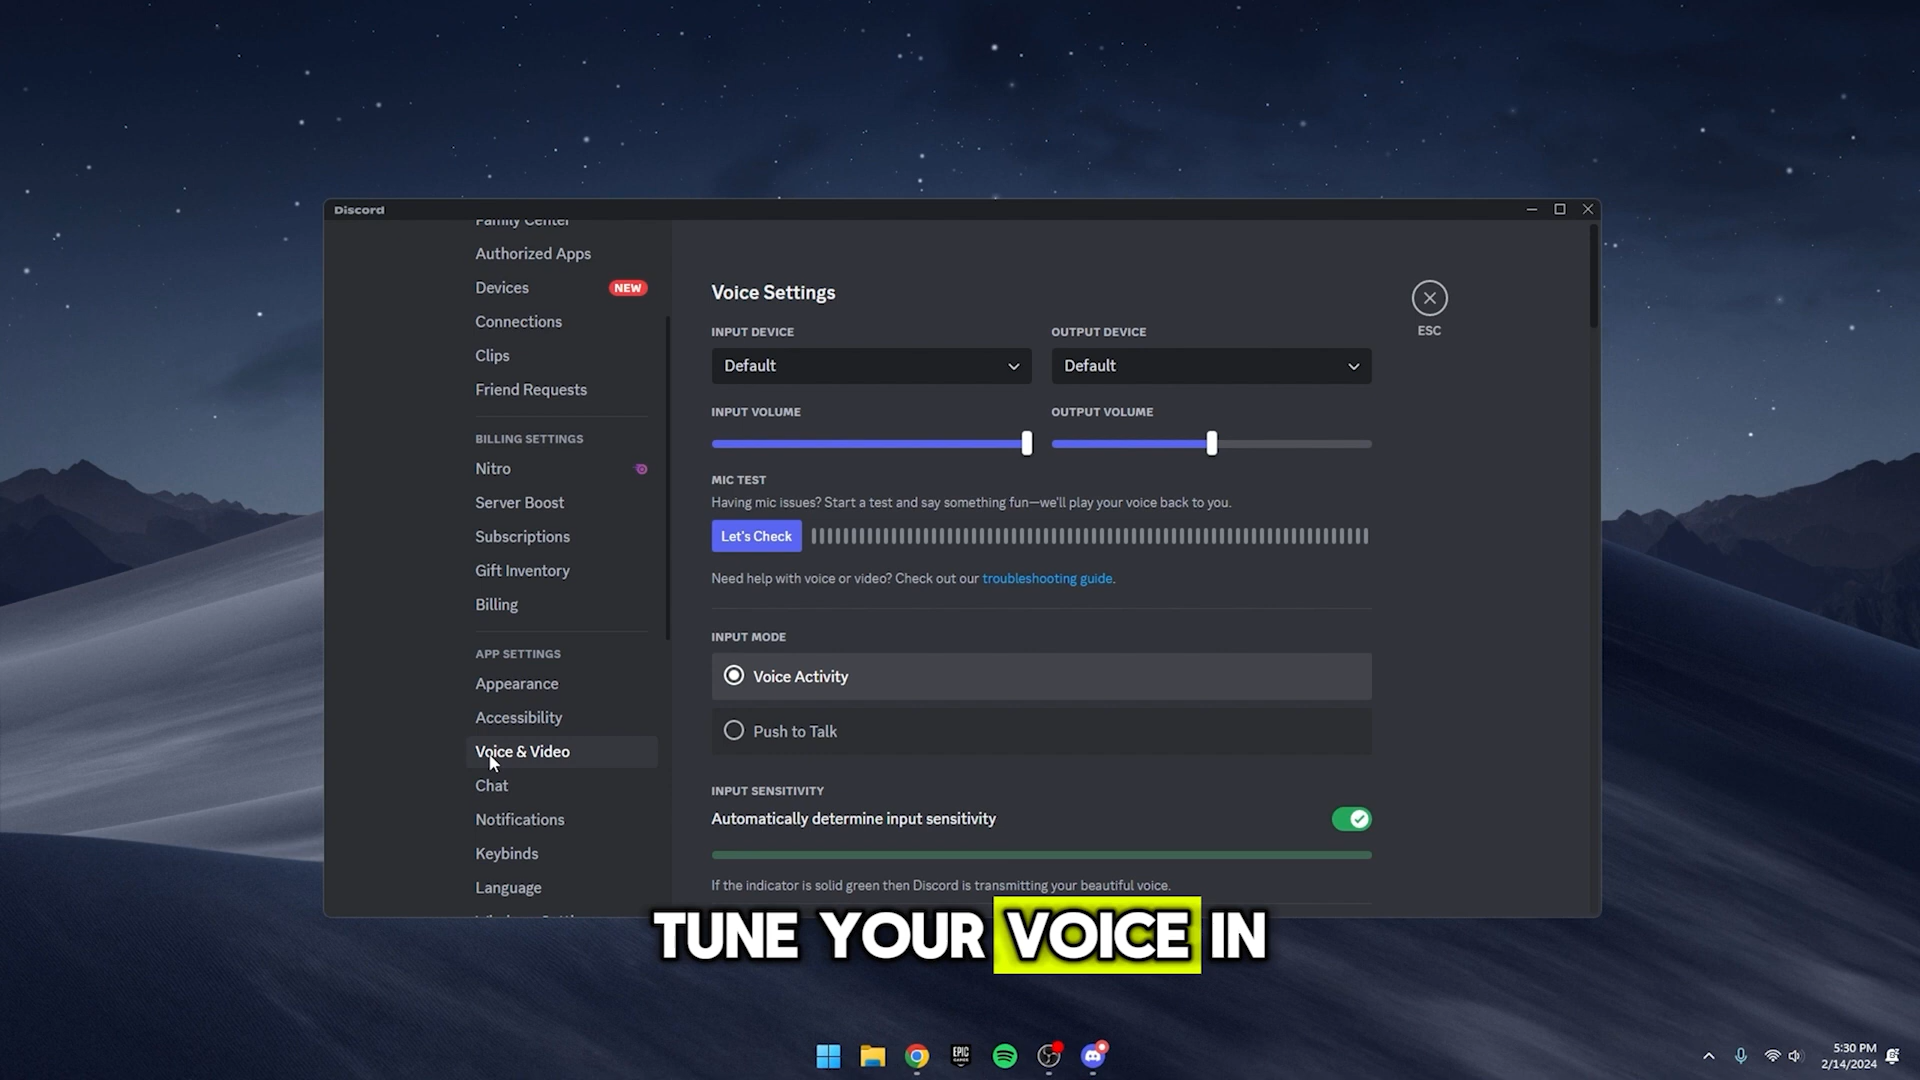 Discord
Family Center
Authorized Apps
Devices NEW
Connections
Clips
Friend Requests
BILLING SETTINGS
Nitro
Server Boost
Subscriptions
Gift Inventory
Billing
APP SETTINGS
Appearance
Accessibility
Voice & Video
Chat
Notifications
Keybinds
Language
Voice Settings
ESC
INPUT DEVICE OUTPUT DEVICE
Default Default
INPUT VOLUME OUTPUT VOLUME
MIC TEST
Having mic issues? Start a test and say something fun—we'll play your voice back to you.
Let's Check
Need help with voice or video? Check out our troubleshooting guide.
INPUT MODE
Voice Activity
Push to Talk
INPUT SENSITIVITY
Automatically determine input sensitivity
If the indicator is solid green then Discord is transmitting your beautiful voice.
TUNE YOUR VOICE IN
EPIC
GAMES
5:30 PM
2/14/2024